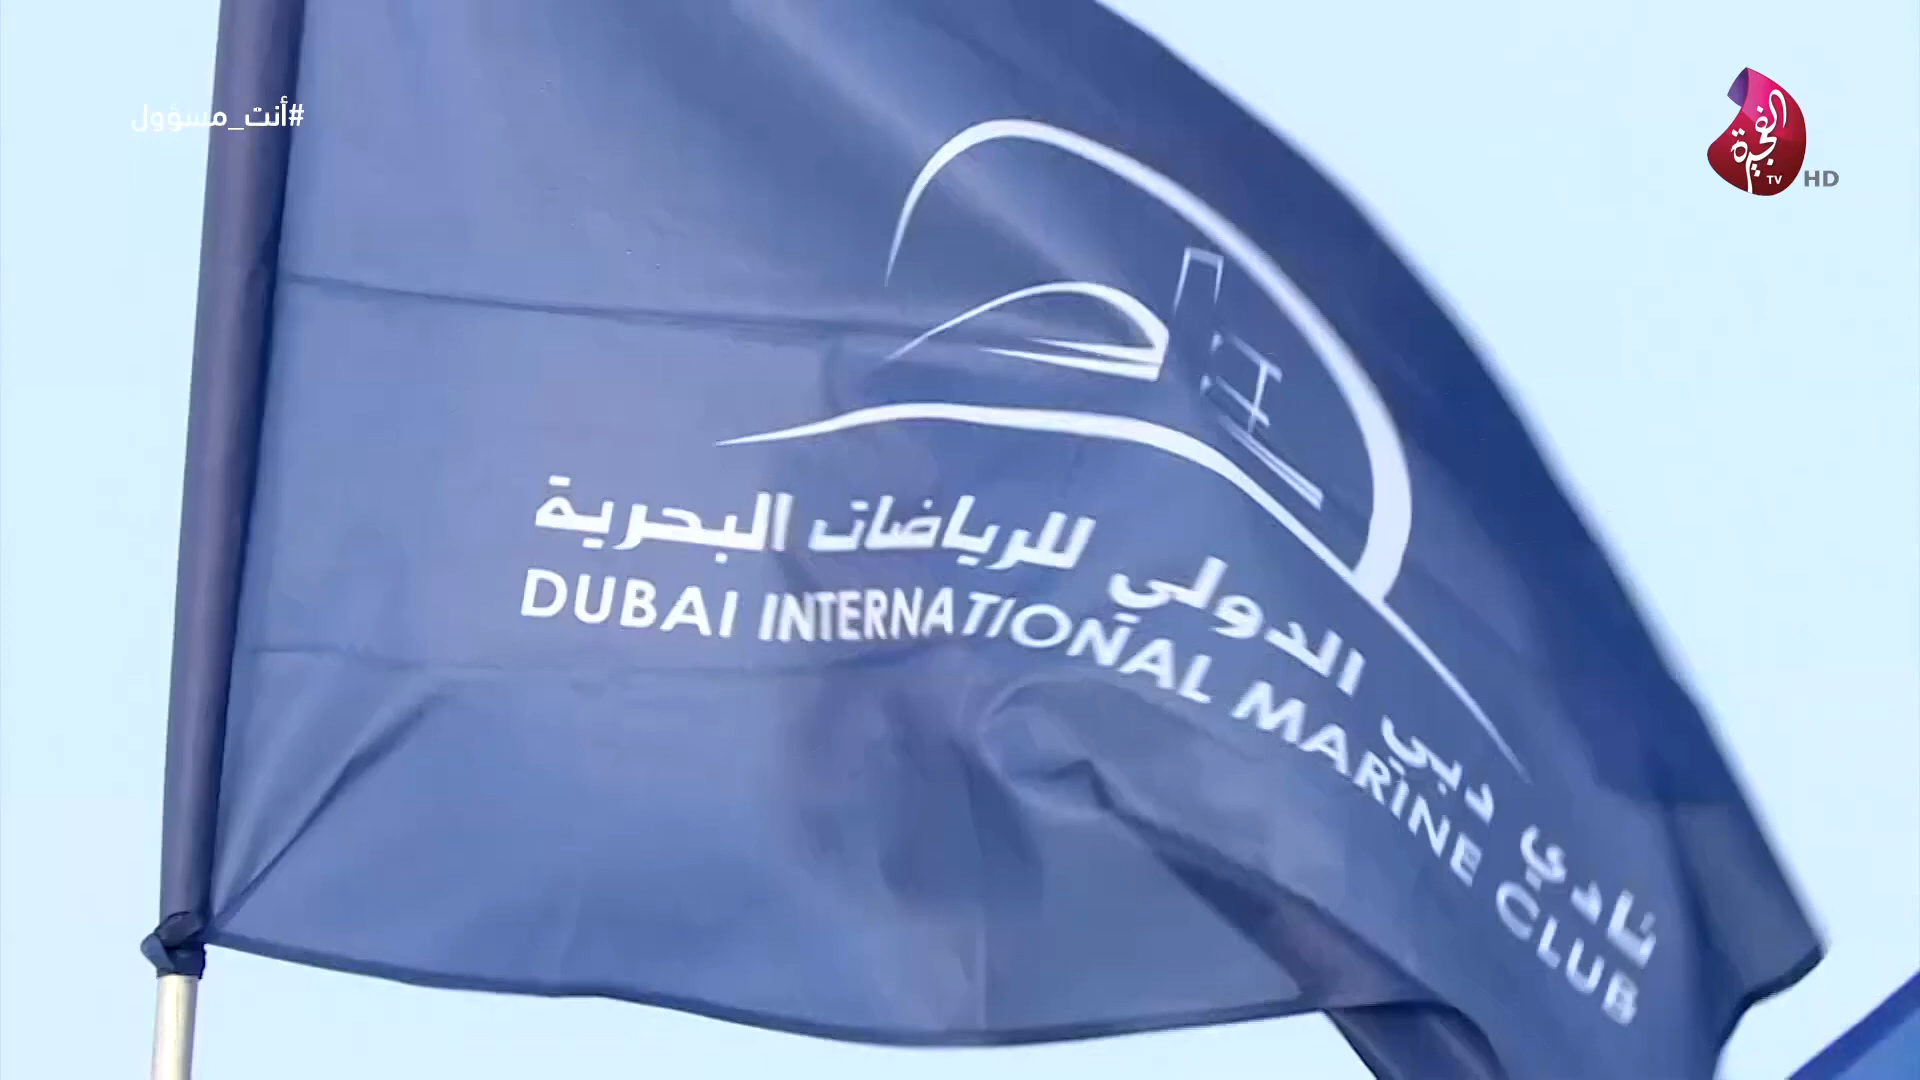 #أنت_مسؤول
الفجيرة
TV HD
نادي دبي الدولي للرياضات البحرية
DUBAI INTERNATIONAL MARINE CLUB